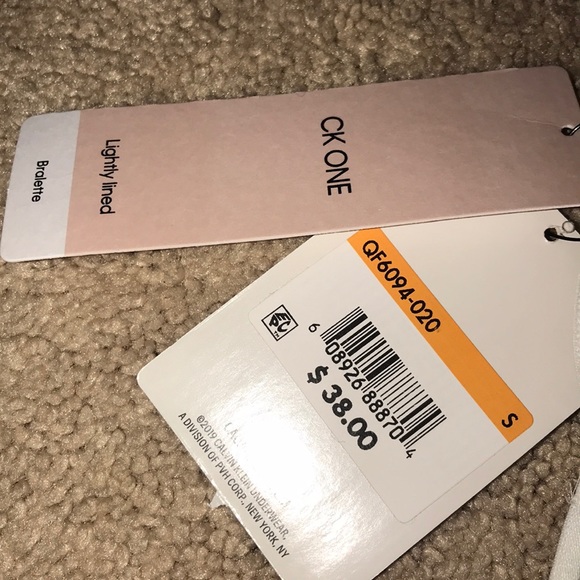 CK ONE
Lightly lined
Bralette
QF6094-020
S
EPC
6 08926 88870 4
$ 38.00
©2019 CALVIN KLEIN UNDERWEAR,
A DIVISION OF PVH CORP., NEW YORK, NY